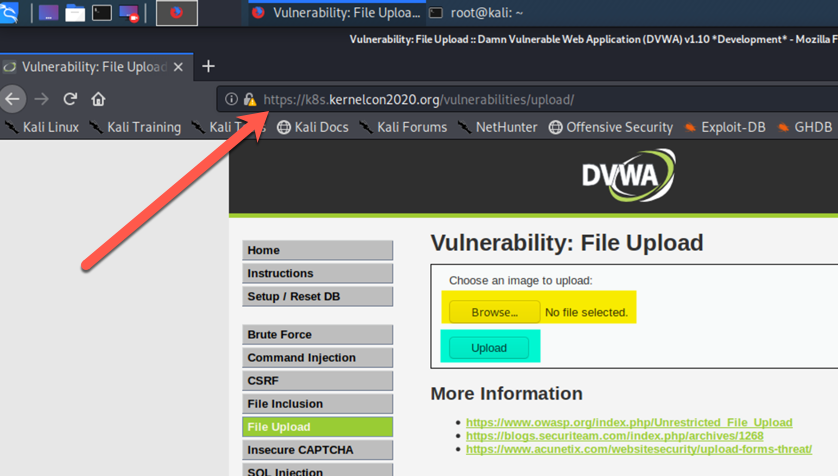 Vulnerability: File Uploa...
root@kali: ~
Vulnerability: File Upload :: Damn Vulnerable Web Application (DVWA) v1.10 *Development* - Mozilla F
Vulnerability: File Upload
https://k8s.kernelcon2020.org/vulnerabilities/upload/
Kali Linux Kali Training Kali Kali Docs Kali Forums NetHunter Offensive Security Exploit-DB GHDB
DVWA
Vulnerability: File Upload
Home
Instructions
Setup / Reset DB
Brute Force
Command Injection
CSRF
File Inclusion
File Upload
Insecure CAPTCHA
SQL Injection
Choose an image to upload:
Browse... No file selected.
Upload
More Information
https://www.owasp.org/index.php/Unrestricted_File_Upload
https://blogs.securiteam.com/index.php/archives/1268
https://www.acunetix.com/websitesecurity/upload-forms-threat/